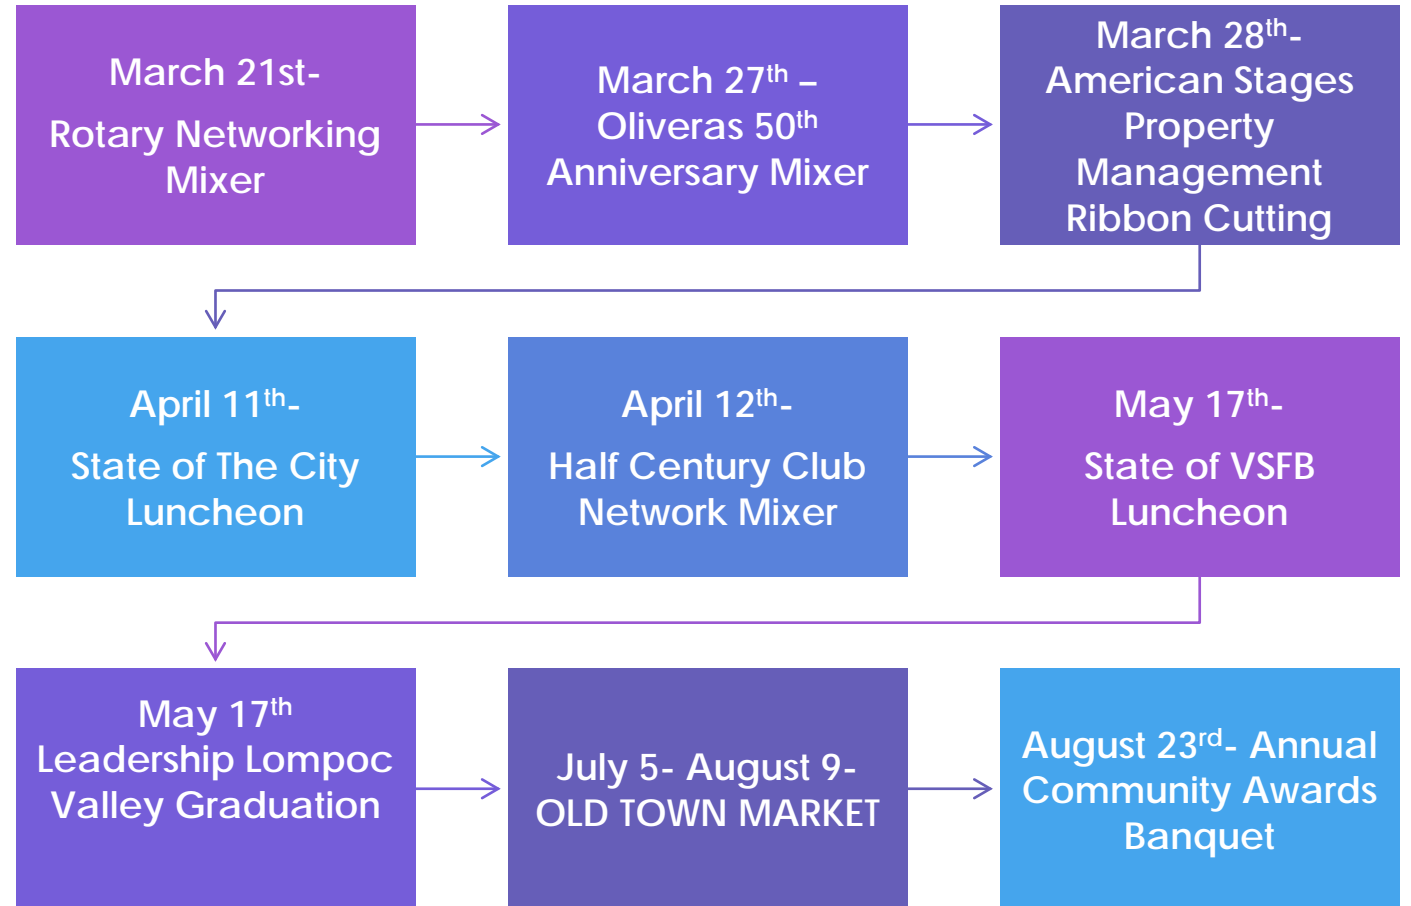 March 21st-
Rotary Networking
Mixer
March 27th –
Oliveras 50th
Anniversary Mixer
March 28th-
American Stages
Property
Management
Ribbon Cutting
April 11th-
State of The City
Luncheon
April 12th-
Half Century Club
Network Mixer
May 17th-
State of VSFB
Luncheon
May 17th
Leadership Lompoc
Valley Graduation
July 5- August 9-
OLD TOWN MARKET
August 23rd- Annual
Community Awards
Banquet